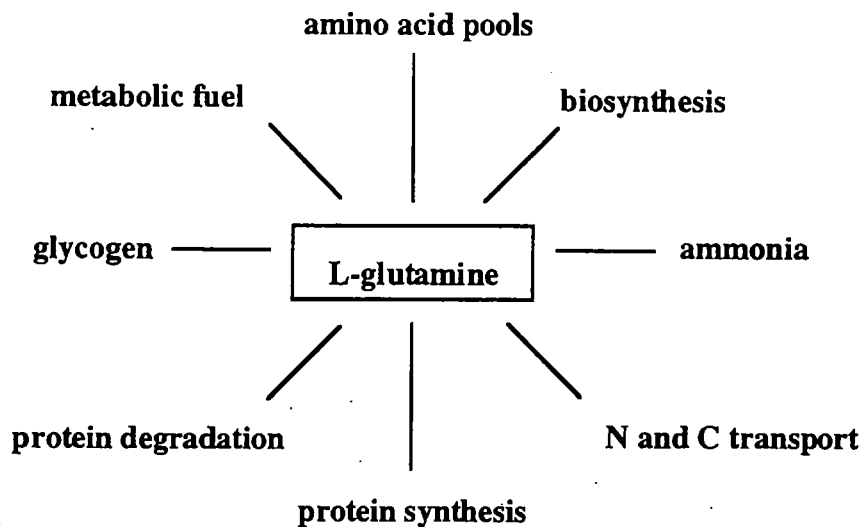 amino acid pools
metabolic fuel
biosynthesis
glycogen
L-glutamine
ammonia
protein degradation
N and C transport
protein synthesis